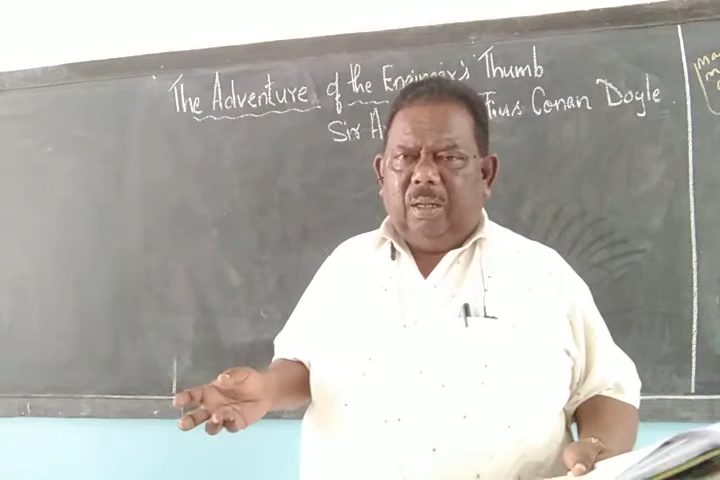 The Adventure of the Engineer's Thumb
Sir Conan Doyle.